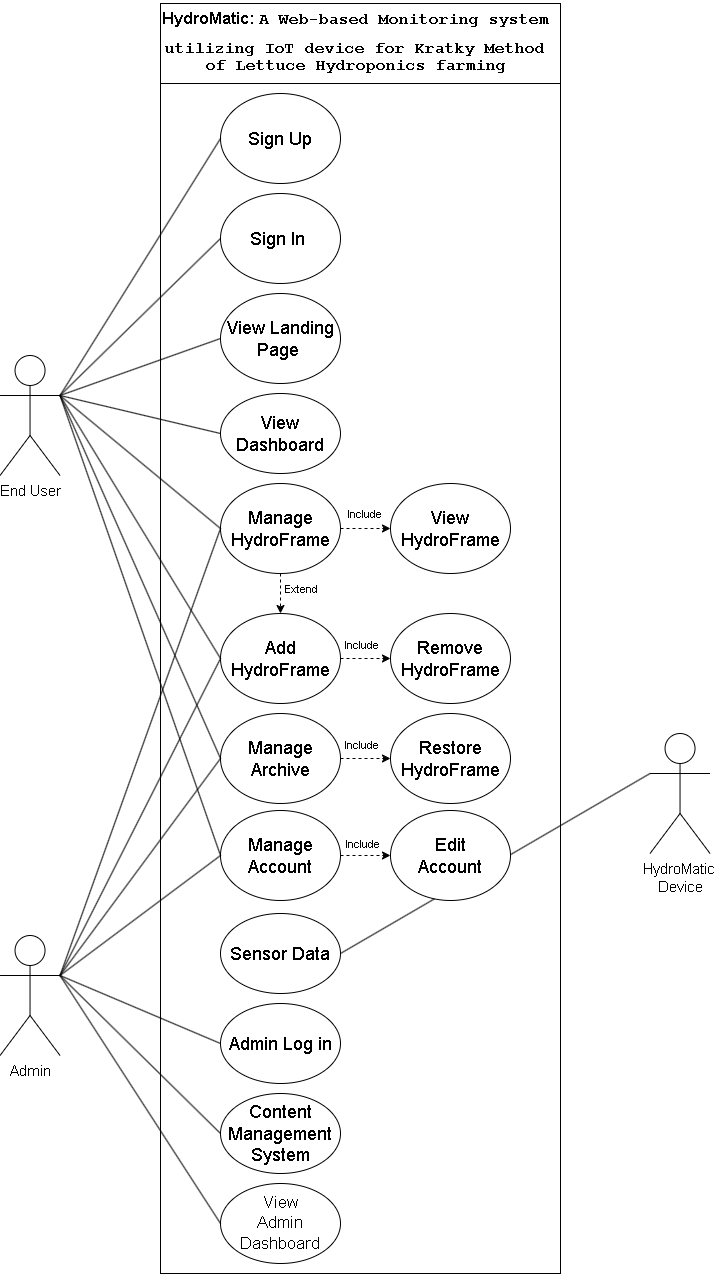 HydroMatic: A Web-based Monitoring system
utilizing IoT device for Kratky Method
of Lettuce Hydroponics farming
Sign Up
Sign In
View Landing
Page
View
Dashboard
End User
Manage
HydroFrame
Include
View
HydroFrame
Extend
Add
HydroFrame
Include
Remove
HydroFrame
Manage
Archive
Include
Restore
HydroFrame
Manage
Account
Include
Edit
Account
HydroMatic
Device
Sensor Data
Admin
Admin Log in
Content
Management
System
View
Admin
Dashboard